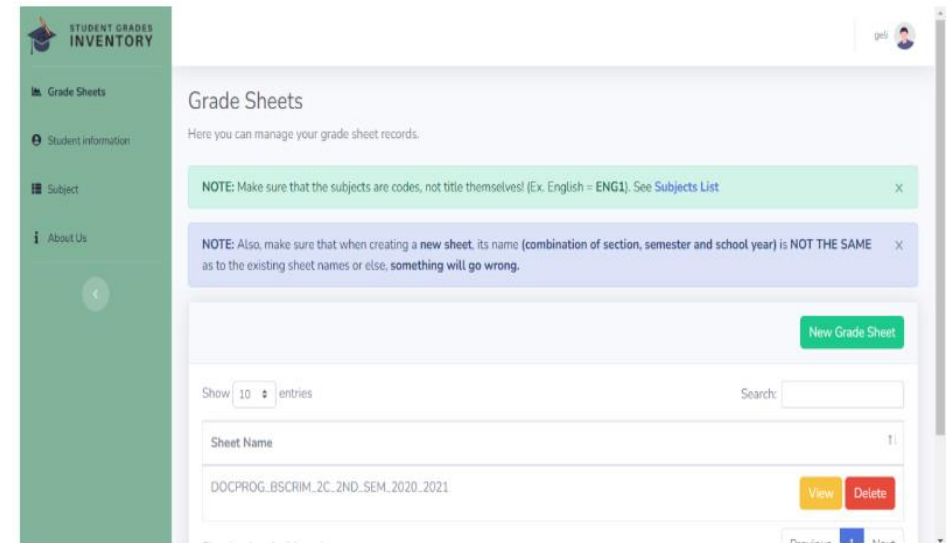 STUDENT GRADES
INVENTORY
geli
Grade Sheets
Student information
Subject
i About Us
Grade Sheets
Here you can manage your grade sheet records.
NOTE: Make sure that the subjects are codes, not title themselves! (Ex. English = ENG1). See Subjects List X
NOTE: Also, make sure that when creating a new sheet, its name (combination of section, semester and school year) is NOT THE SAME X
as to the existing sheet names or else, something will go wrong.
New Grade Sheet
Show 10 entries Search:
Sheet Name
DOCPROG_BSCRIM_2C_2ND_SEM_2020_2021 View Delete
Previous 1 Next